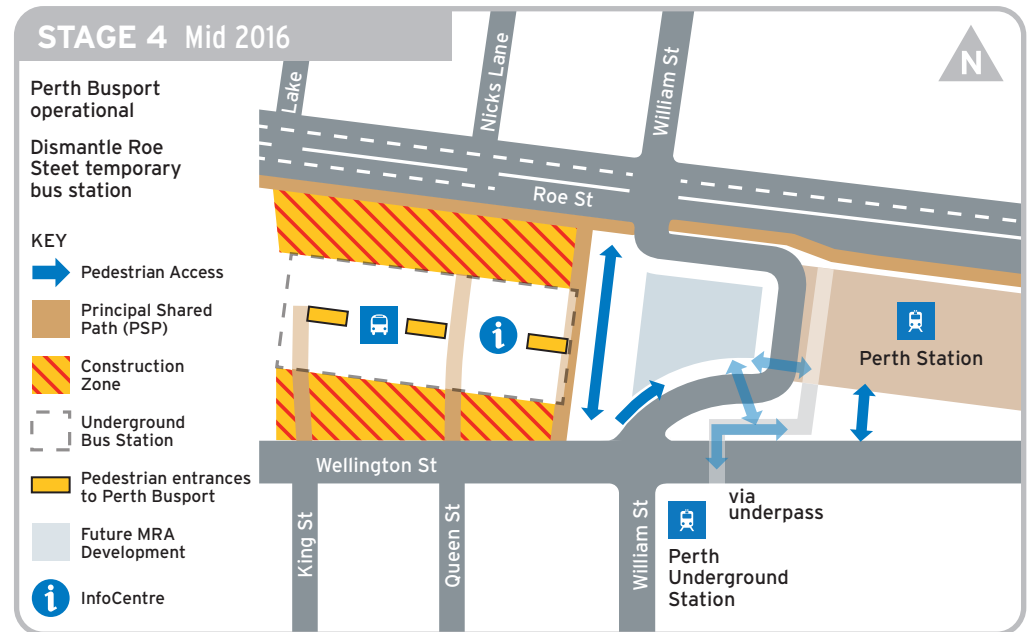 STAGE 4 Mid 2016
N
Perth Busport
operational
Dismantle Roe
Steet temporary
bus station
KEY
Pedestrian Access
Principal Shared
Path (PSP)
Construction
Zone
Underground
Bus Station
Pedestrian entrances
to Perth Busport
Future MRA
Development
i
InfoCentre
Lake
Nicks Lane
William St
Roe St
i
Perth Station
Wellington St
King St
Queen St
William St
via
underpass
Perth
Underground
Station